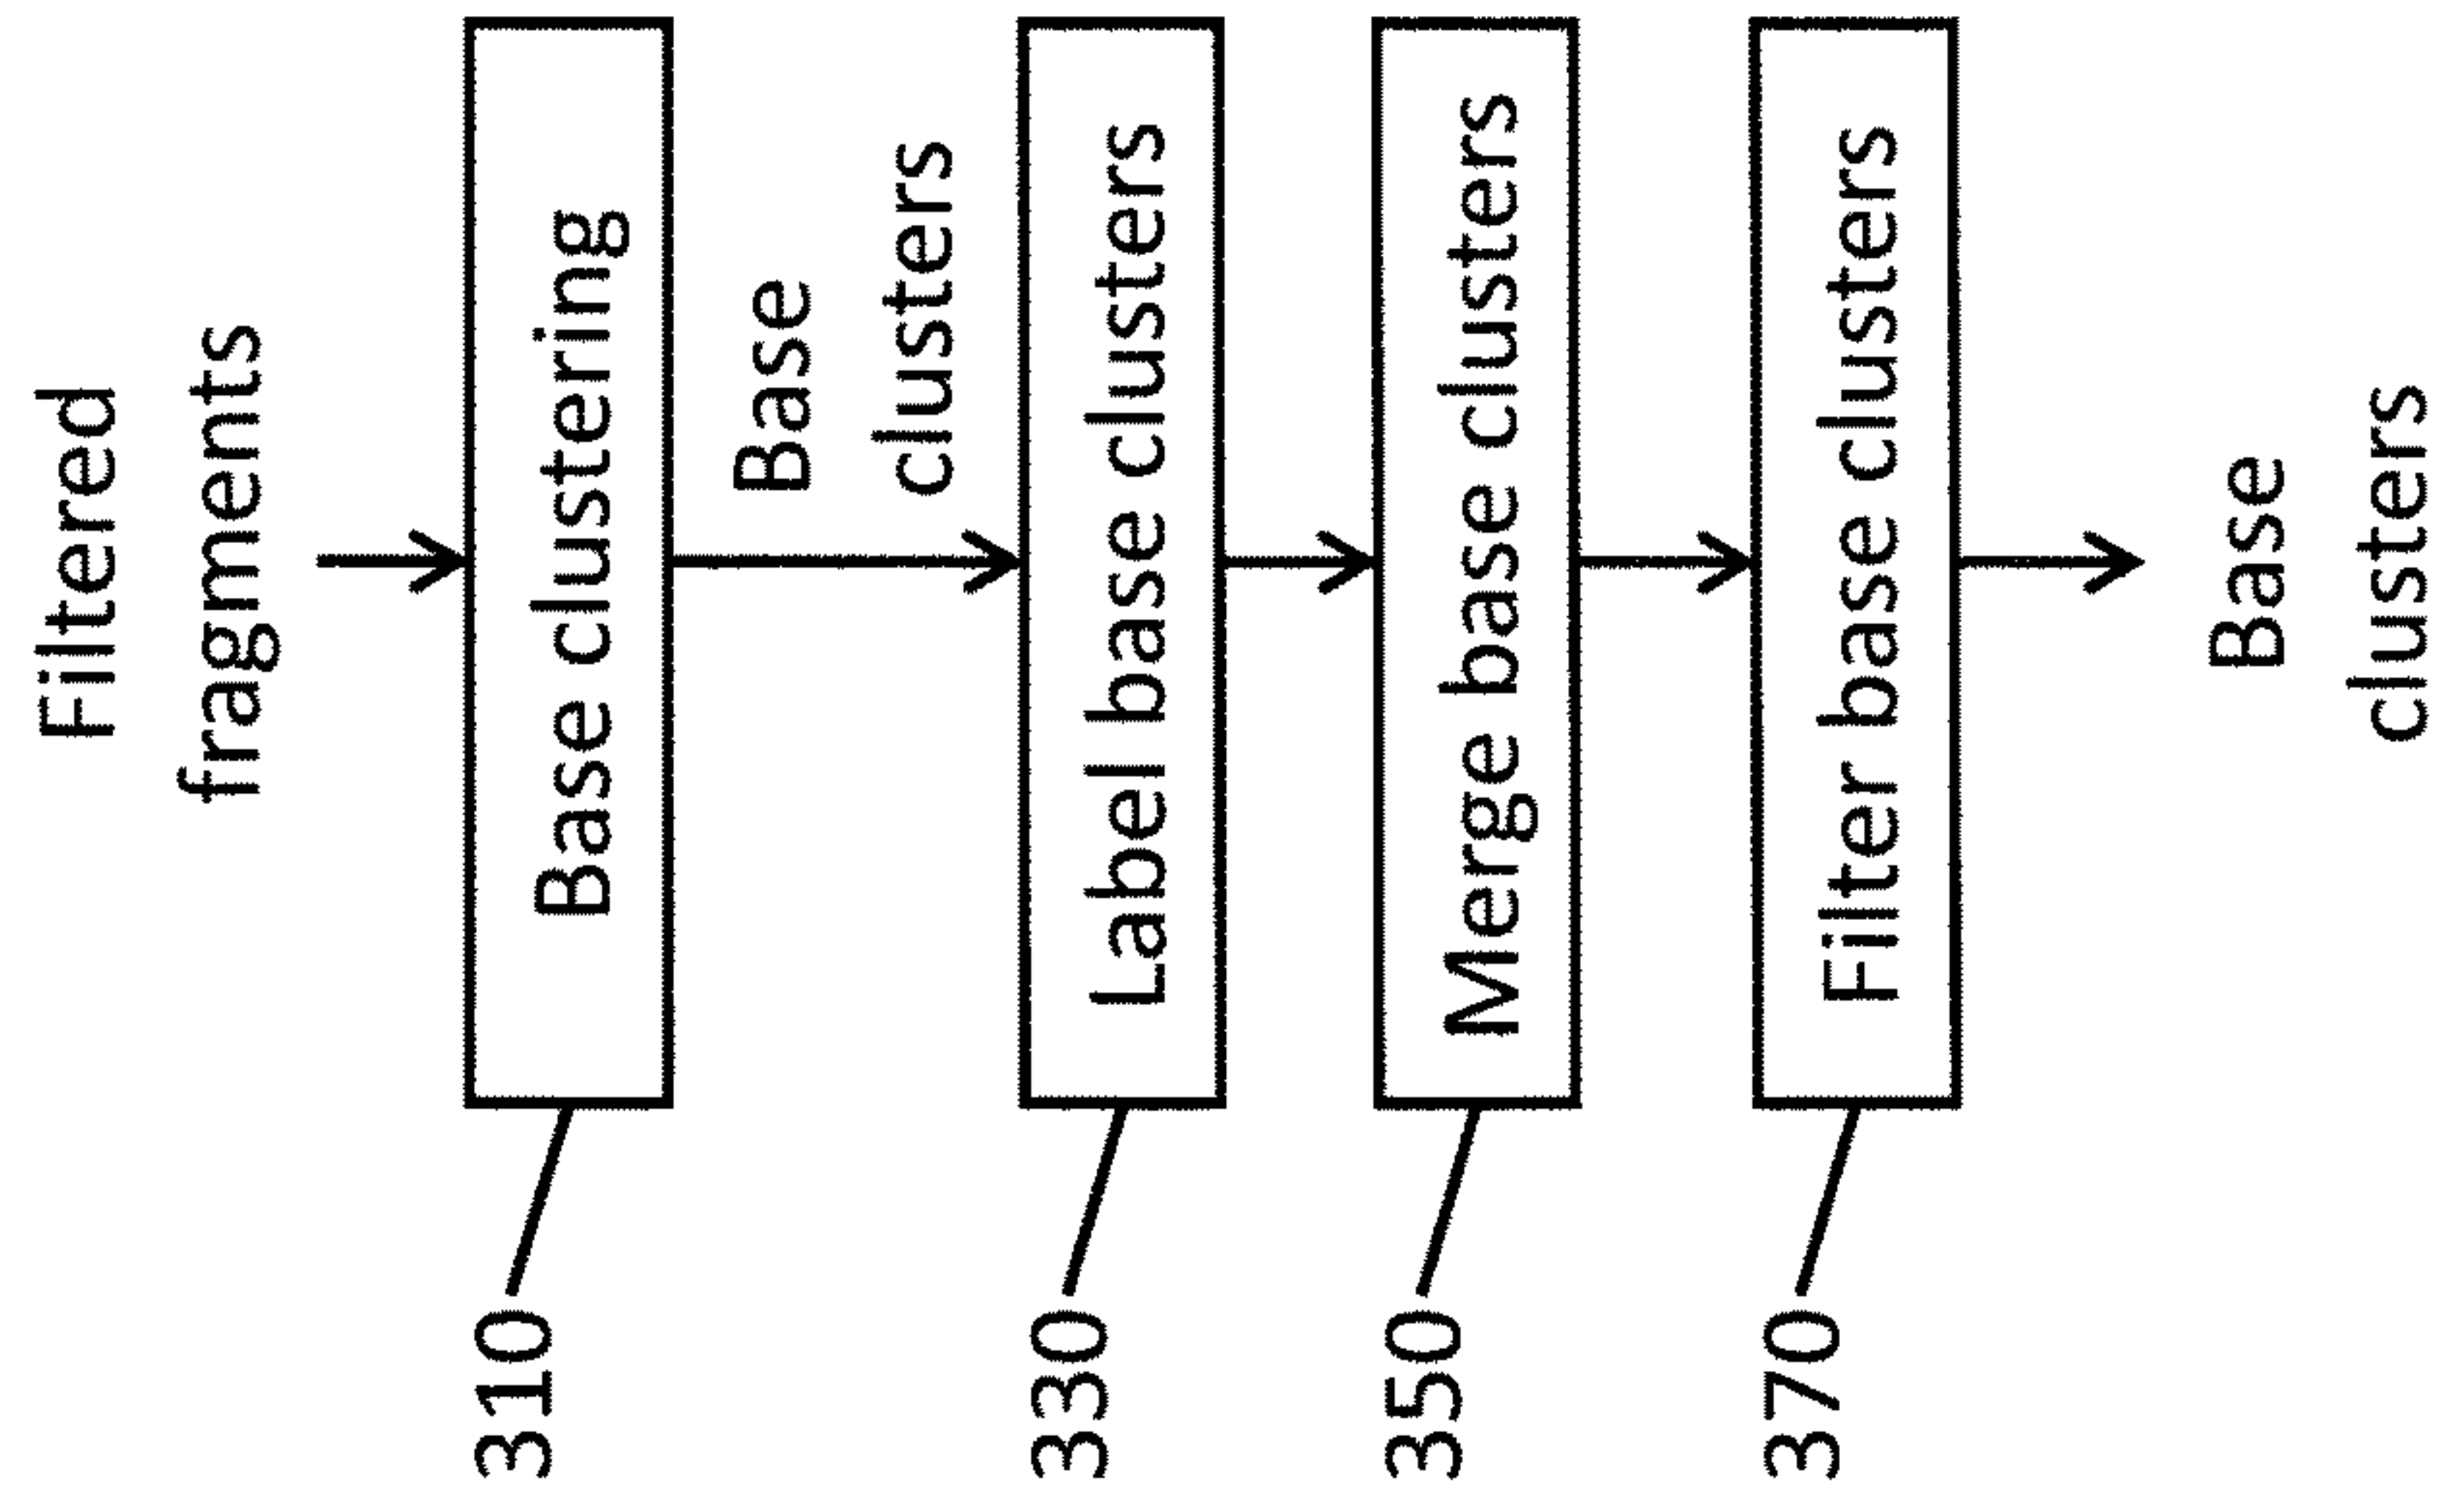 Filtered
fragments
310
Base clustering
Base
clusters
330
Label base clusters
350
Merge base clusters
370
Filter base clusters
Base
clusters